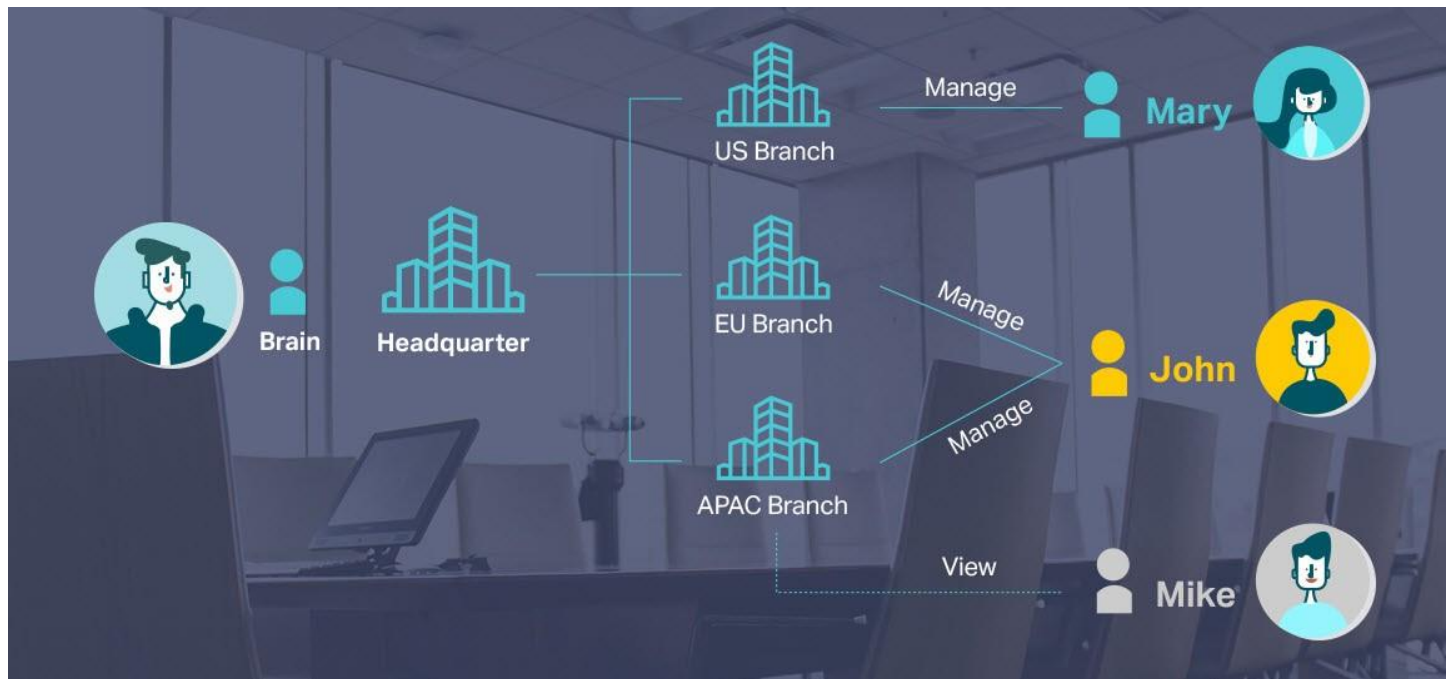 US Branch
Manage
Mary
Brain
Headquarter
EU Branch
Manage
John
APAC Branch
Manage
View
Mike